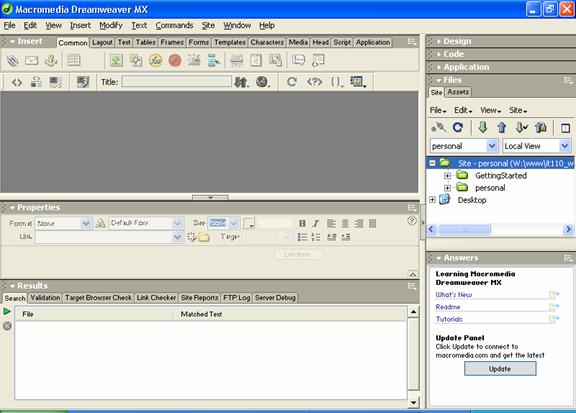 Macromedia Dreamweaver MX
File Edit View Insert Modify Text Commands Site Window Help
Insert Common Layout Text Tables Frames Forms Templates Characters Media Head Script Application
Title:
Properties
Format None Default Font Size None B I
Link Target
List Item
Results
Search Validation Target Browser Check Link Checker Site Reports FTP Log Server Debug
File Matched Text
Design
Code
Application
Files
Site Assets
File Edit View Site
personal Local View
Site - personal (W:\www\it110_w
GettingStarted
personal
Desktop
Answers
Learning Macromedia
Dreamweaver MX
What's New
Readme
Tutorials
Update Panel
Click Update to connect to
macromedia.com and get the latest
Update